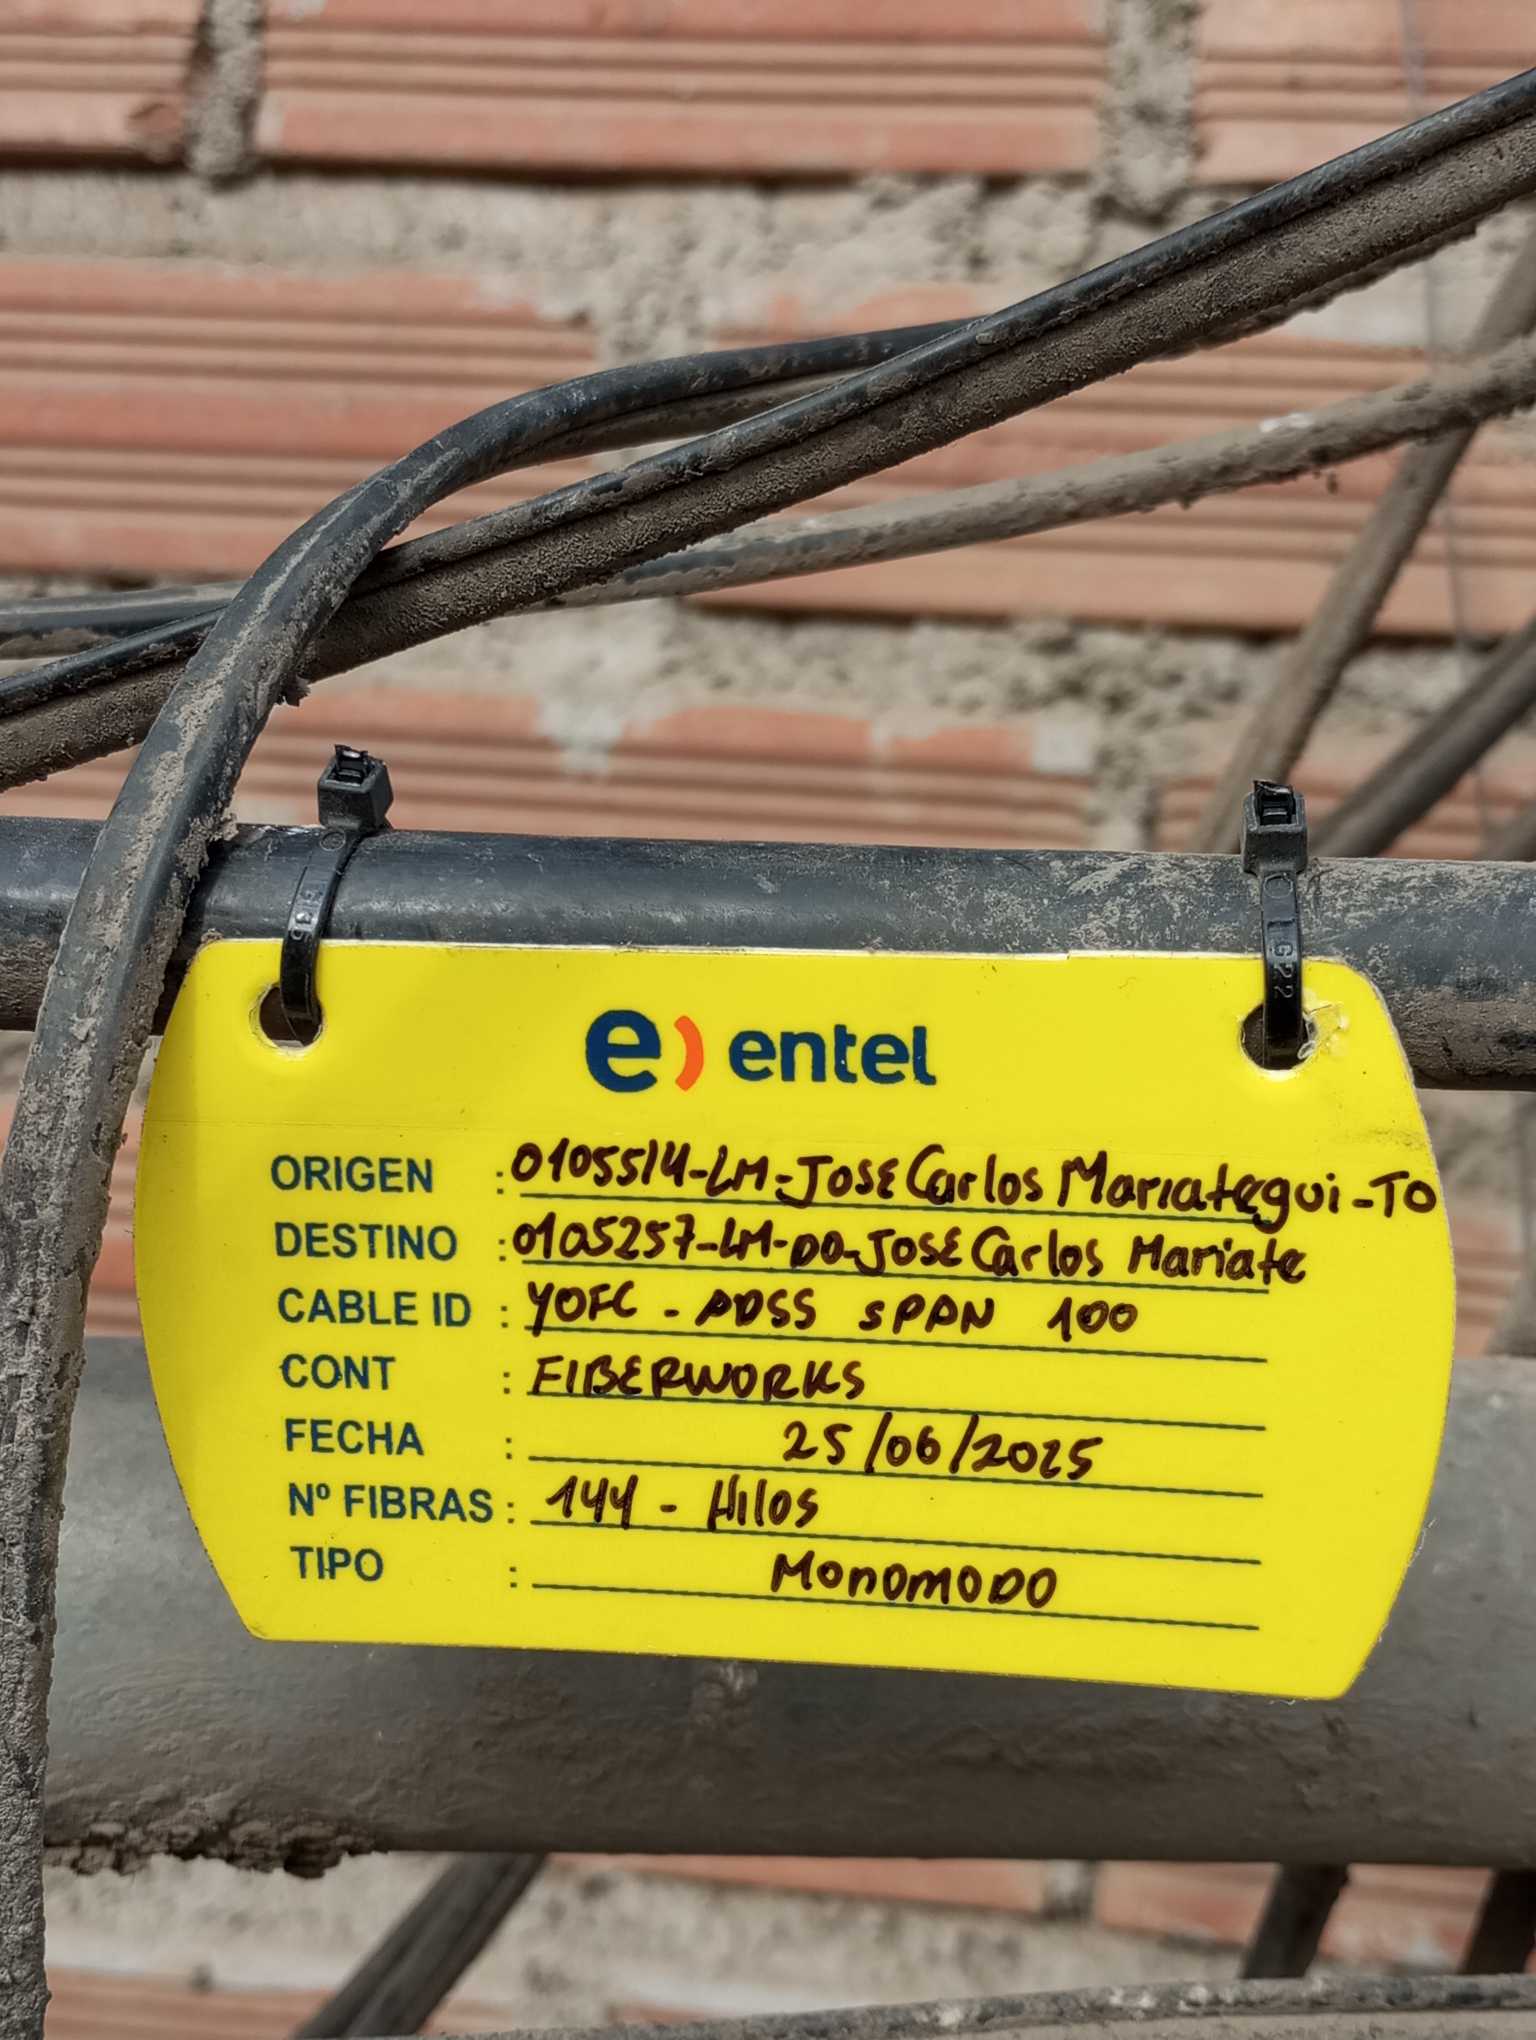 e) entel
ORIGEN : 0105514-LM-JOSE Carlos Mariategui-TO
DESTINO : 0105257-LM-DO-JOSE Carlos Mariate
CABLE ID : YOFC - ADSS SPAN 100
CONT : FIBERWORKS
FECHA : 25/06/2025
Nº FIBRAS : 144 - Hilos
TIPO : MONOMODO